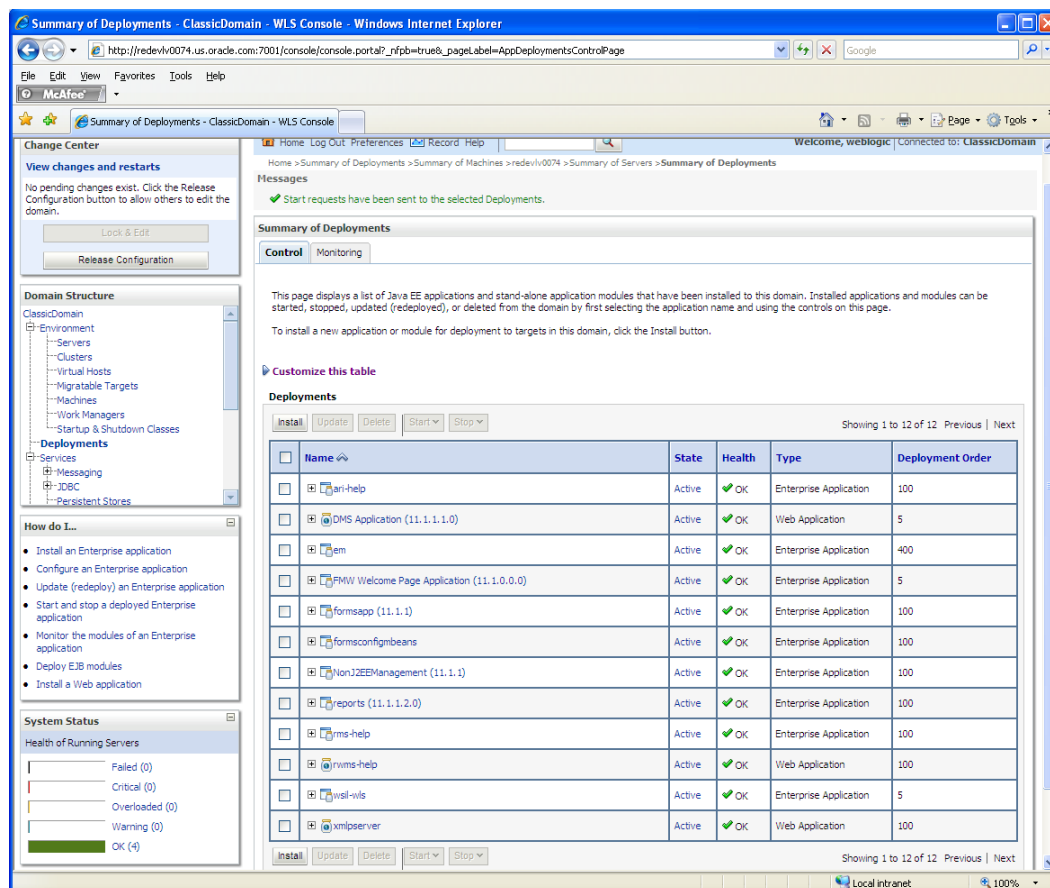 Summary of Deployments - ClassicDomain - WLS Console - Windows Internet Explorer
http://redevlv0074.us.oracle.com:7001/console/console.portal?_nfpb=true&_pageLabel=AppDeploymentsControlPage
Google
File Edit View Favorites Tools Help
McAfee
Summary of Deployments - ClassicDomain - WLS Console
Page Tools
Change Center
View changes and restarts
No pending changes exist. Click the Release
Configuration button to allow others to edit the
domain.
Lock & Edit
Release Configuration
Domain Structure
ClassicDomain
Environment
Servers
Clusters
Virtual Hosts
Migratable Targets
Machines
Work Managers
Startup & Shutdown Classes
Deployments
Services
Messaging
JDBC
Persistent Stores
How do I...
Install an Enterprise application
Configure an Enterprise application
Update (redeploy) an Enterprise application
Start and stop a deployed Enterprise
application
Monitor the modules of an Enterprise
application
Deploy EJB modules
Install a Web application
System Status
Health of Running Servers
Failed (0)
Critical (0)
Overloaded (0)
Warning (0)
OK (4)
Home Log Out Preferences Record Help
Welcome, weblogic Connected to: ClassicDomain
Home >Summary of Deployments >Summary of Machines >redevlv0074 >Summary of Servers >Summary of Deployments
Messages
Start requests have been sent to the selected Deployments.
Summary of Deployments
Control Monitoring
This page displays a list of Java EE applications and stand-alone application modules that have been installed to this domain. Installed applications and modules can be
started, stopped, updated (redeployed), or deleted from the domain by first selecting the application name and using the controls on this page.
To install a new application or module for deployment to targets in this domain, click the Install button.
Customize this table
Deployments
Install Update Delete Start Stop
Showing 1 to 12 of 12 Previous | Next
Name State Health Type Deployment Order
ari-help Active OK Enterprise Application 100
DMS Application (11.1.1.1.0) Active OK Web Application 5
em Active OK Enterprise Application 400
FMW Welcome Page Application (11.1.0.0.0) Active OK Enterprise Application 5
formsapp (11.1.1) Active OK Enterprise Application 100
formsconfigmbeans Active OK Enterprise Application 100
NonJ2EEManagement (11.1.1) Active OK Enterprise Application 100
reports (11.1.1.2.0) Active OK Enterprise Application 100
rms-help Active OK Enterprise Application 100
rwms-help Active OK Web Application 100
wsil-wls Active OK Enterprise Application 5
xmlpserver Active OK Web Application 100
Install Update Delete Start Stop
Showing 1 to 12 of 12 Previous | Next
Local intranet
100%